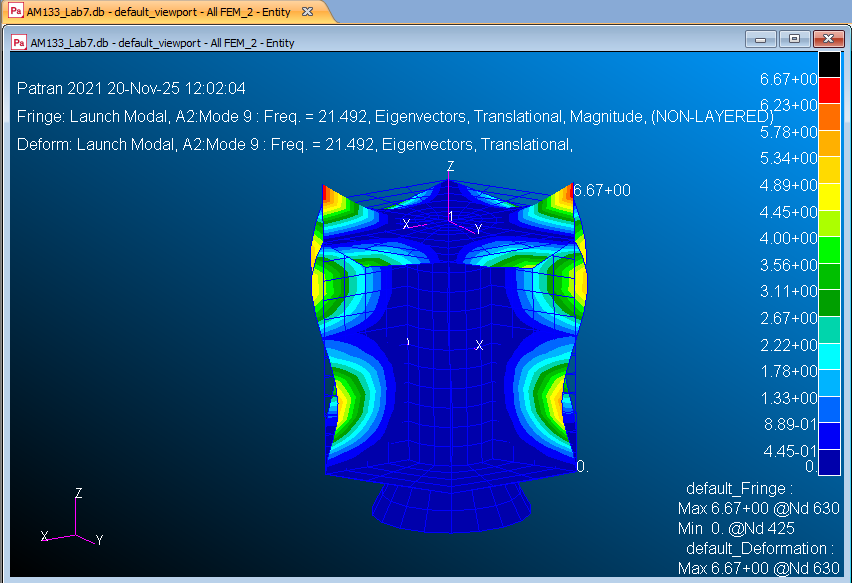 Pa AM133_Lab7.db - default_viewport - All FEM_2 - Entity
Pa AM133_Lab7.db - default_viewport - All FEM_2 - Entity
Patran 2021 20-Nov-25 12:02:04
Fringe: Launch Modal, A2:Mode 9 : Freq. = 21.492, Eigenvectors, Translational, Magnitude, (NON-LAYERED)
Deform: Launch Modal, A2:Mode 9 : Freq. = 21.492, Eigenvectors, Translational,
6.67+00
6.23+00
5.78+00
5.34+00
4.89+00
4.45+00
4.00+00
3.56+00
3.11+00
2.67+00
2.22+00
1.78+00
1.33+00
8.89-01
4.45-01
0.
Z
6.67+00
X
1
Y
X
0.
Z
X
Y
default_Fringe :
Max 6.67+00 @Nd 630
Min 0. @Nd 425
default_Deformation :
Max 6.67+00 @Nd 630